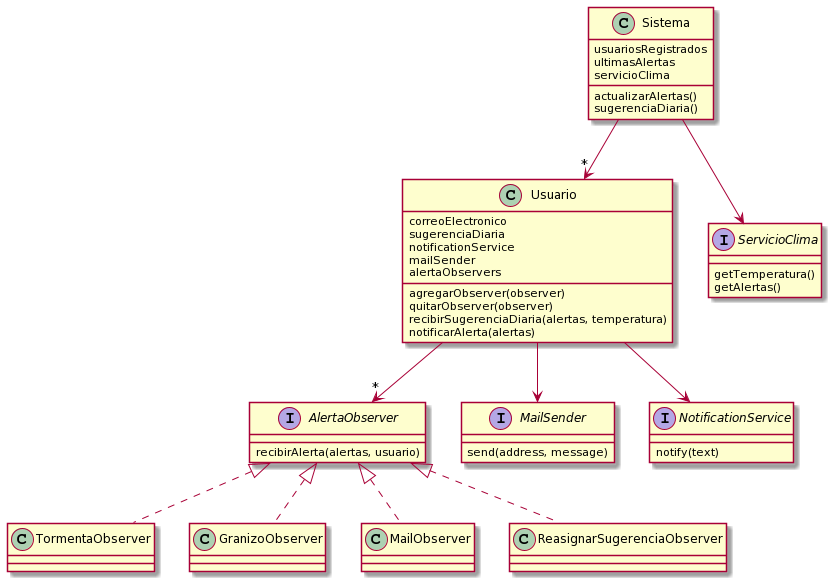 C Sistema
usuariosRegistrados
ultimasAlertas
servicioClima
actualizarAlertas()
sugerenciaDiaria()
*
C Usuario
correoElectronico
sugerenciaDiaria
notificationService
mailSender
alertaObservers
agregarObserver(observer)
quitarObserver(observer)
recibirSugerenciaDiaria(alertas, temperatura)
notificarAlerta(alertas)
I ServicioClima
getTemperatura()
getAlertas()
*
I AlertaObserver
recibirAlerta(alertas, usuario)
I MailSender
send(address, message)
I NotificationService
notify(text)
C TormentaObserver
C GranizoObserver
C MailObserver
C ReasignarSugerenciaObserver